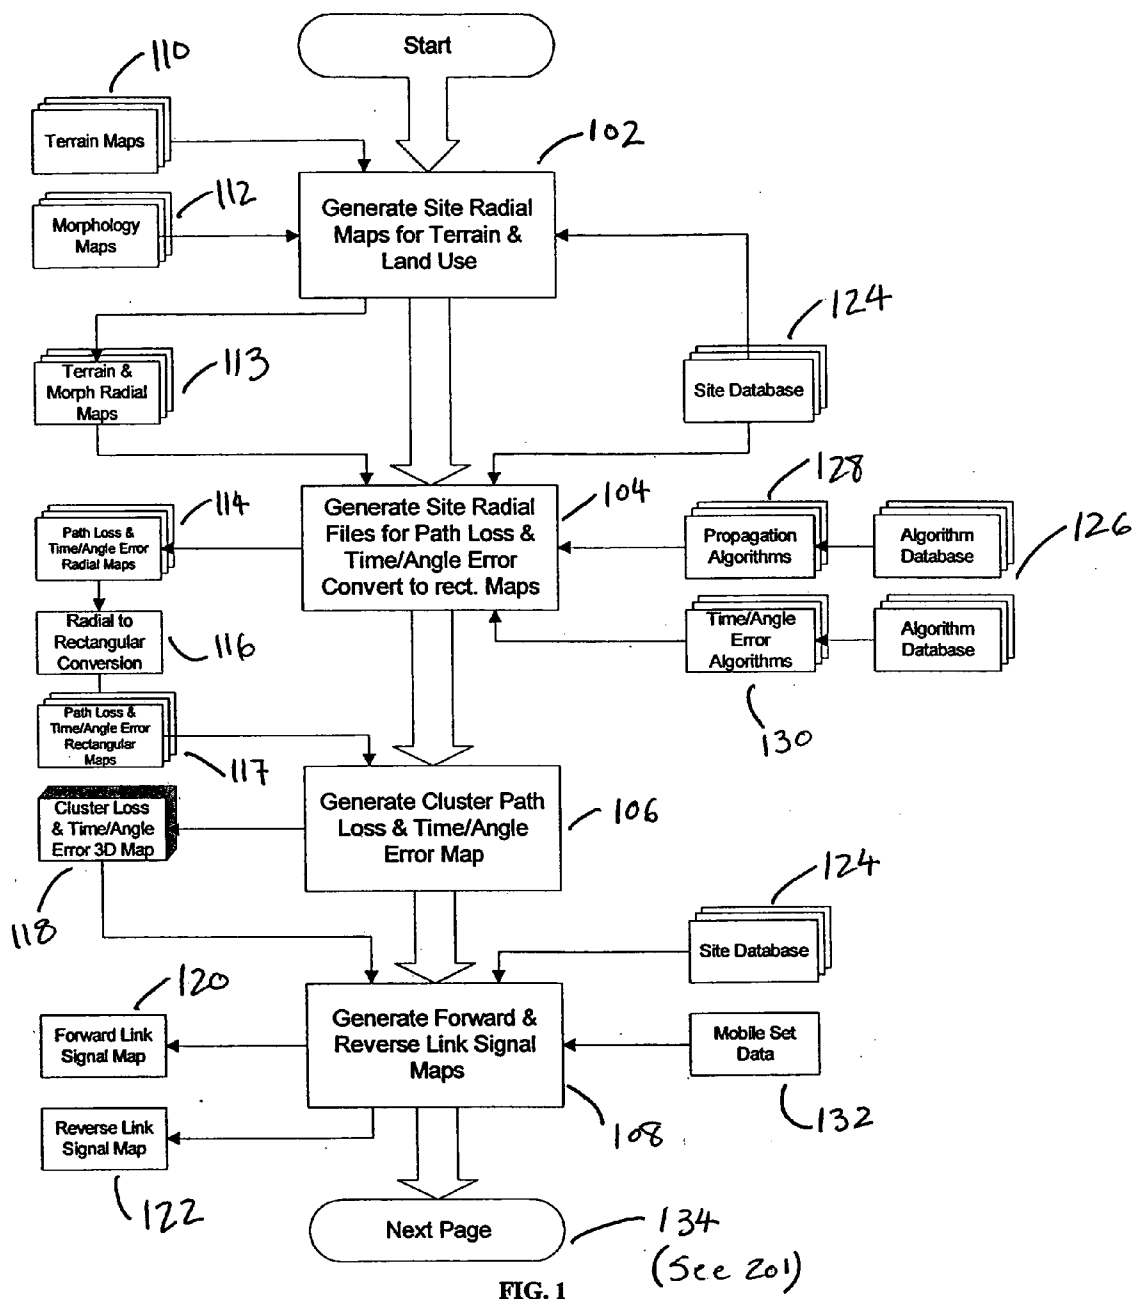 Start
110
Terrain Maps
102
112
Morphology
Maps
Generate Site Radial
Maps for Terrain &
Land Use
124
113
Terrain &
Morph Radial
Maps
Site Database
128
104
114
126
Path Loss &
Time/Angle Error
Radial Maps
Generate Site Radial
Files for Path Loss &
Time/Angle Error
Convert to rect. Maps
Propagation
Algorithms
Algorithm
Database
Radial to
Rectangular
Conversion
116
Time/Angle
Error
Algorithms
Algorithm
Database
130
Path Loss &
Time/Angle Error
Rectangular
Maps
117
Cluster Loss
& Time/Angle
Error 3D Map
Generate Cluster Path
Loss & Time/Angle
Error Map
106
118
124
Site Database
120
Forward Link
Signal Map
Generate Forward &
Reverse Link Signal
Maps
Mobile Set
Data
132
108
Reverse Link
Signal Map
122
Next Page
134
(See 201)
FIG. 1